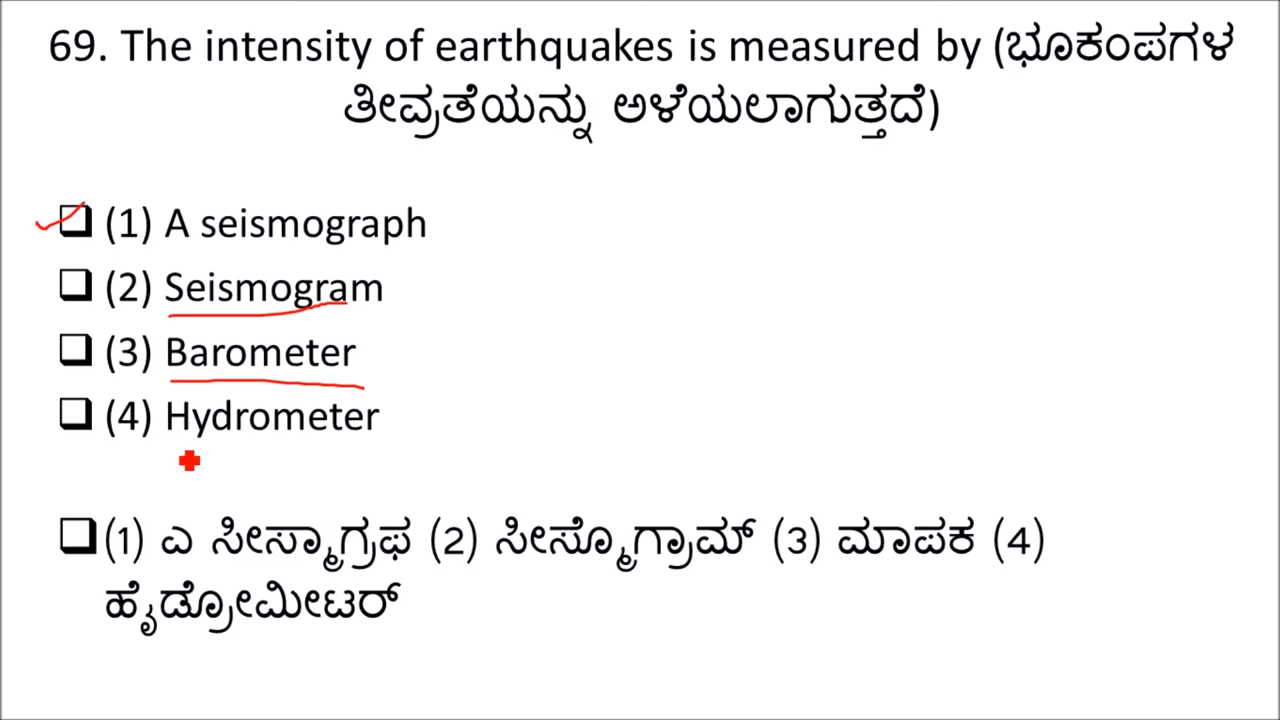 69. The intensity of earthquakes is measured by (ಭೂಕಂಪಗಳ
ತೀವ್ರತೆಯನ್ನು ಅಳೆಯಲಾಗುತ್ತದೆ)
(1) A seismograph
(2) Seismogram
(3) Barometer
(4) Hydrometer
(1) ಎ ಸೀಸ್ಮಾಗ್ರಫ (2) ಸೀಸ್ಮೊಗ್ರಾಮ್ (3) ಮಾಪಕ (4)
ಹೈಡ್ರೋಮೀಟರ್